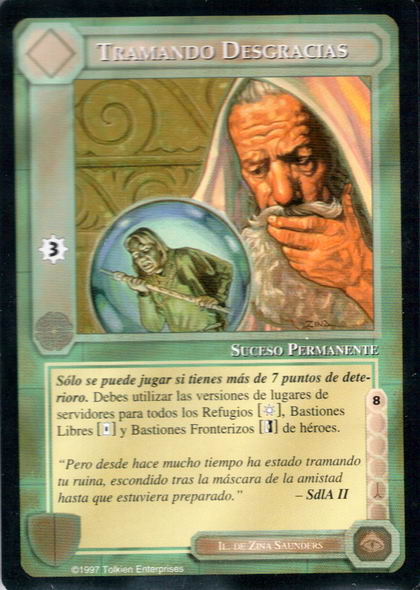 TRAMANDO DESGRACIAS
3
ZINA
SUCESO PERMANENTE
Sólo se puede jugar si tienes más de 7 puntos de dete-
rioro. Debes utilizar las versiones de lugares de
servidores para todos los Refugios [ ], Bastiones
Libres [ ] y Bastiones Fronterizos [ ] de héroes.
8
“Pero desde hace mucho tiempo ha estado tramando
tu ruina, escondido tras la máscara de la amistad
hasta que estuviera preparado.” – SdlA II
IL. DE ZINA SAUNDERS
©1997 Tolkien Enterprises